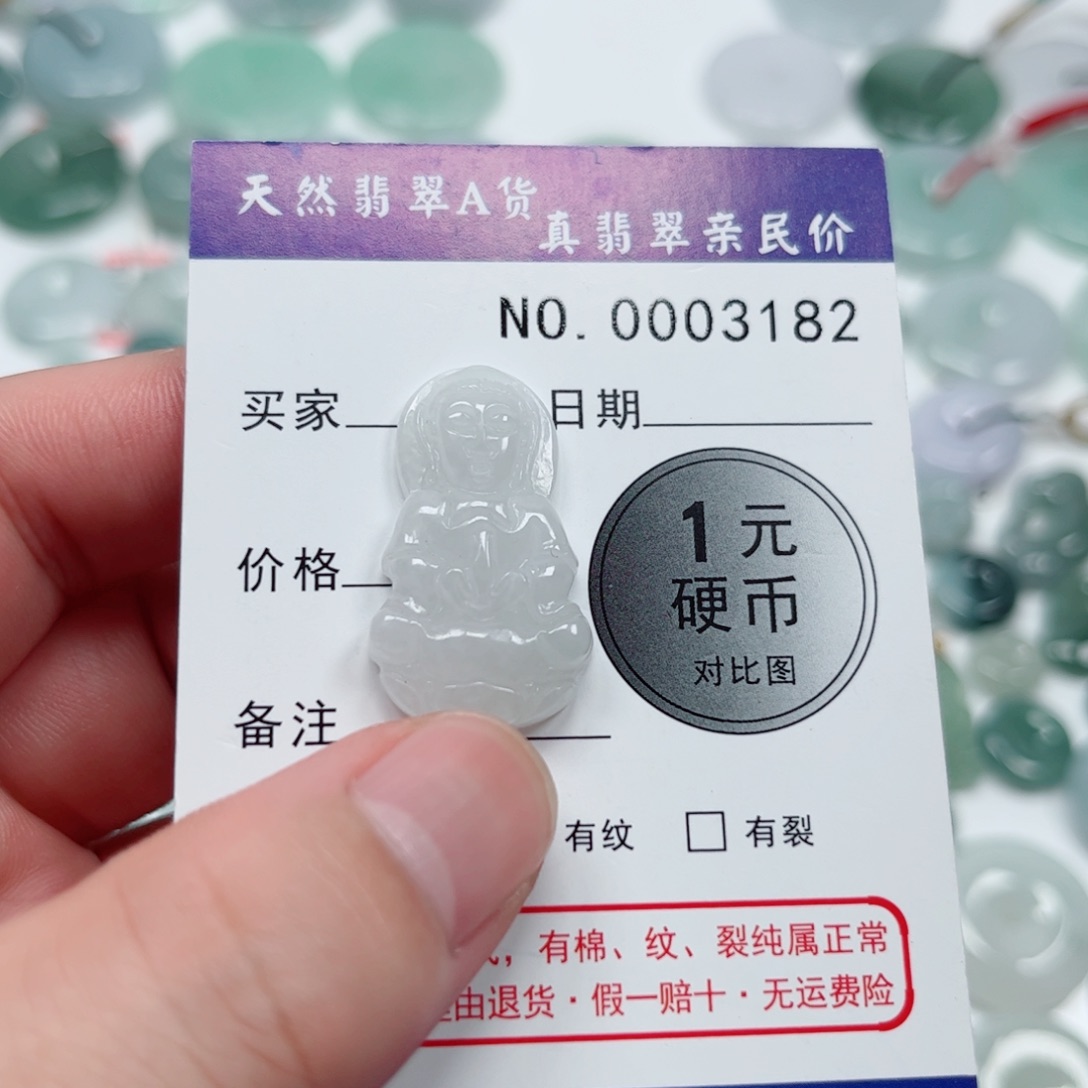 天然翡翠A货
真翡翠亲民价
NO. 0003182
买家 日期
1元
硬币
对比图
价格
备注
有纹 □ 有裂
，有棉、纹、裂纯属正常
由退货·假一赔十·无运费险